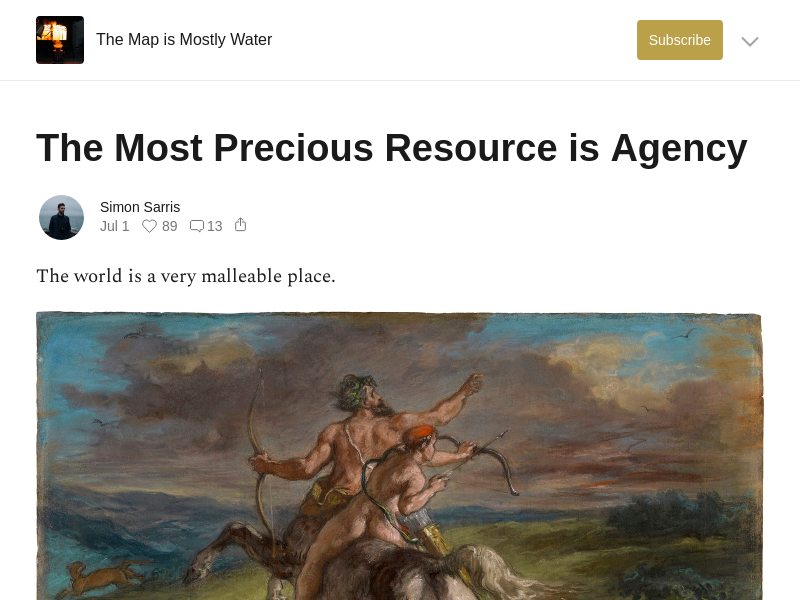 The Map is Mostly Water
Subscribe
The Most Precious Resource is Agency
Simon Sarris
Jul 1 89 13
The world is a very malleable place.